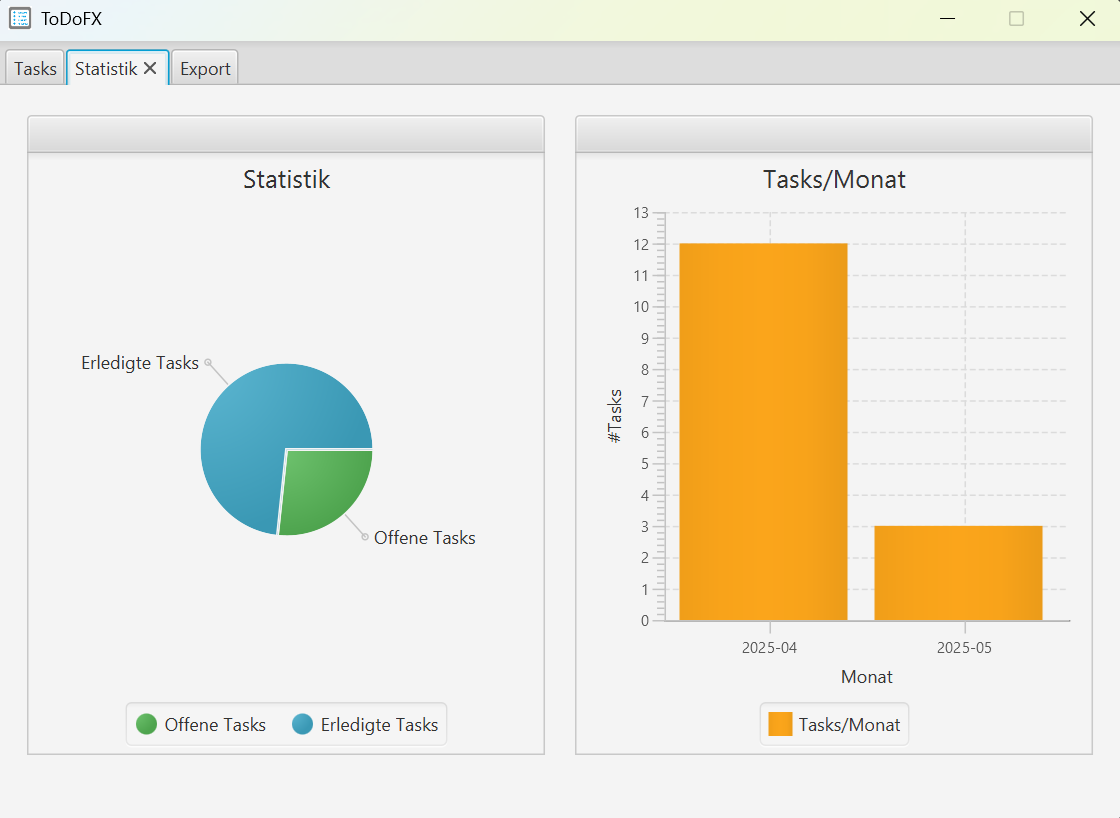 ToDoFX
Tasks
Statistik
Export
Statistik
Erledigte Tasks
Offene Tasks
Offene Tasks
Erledigte Tasks
Tasks/Monat
13
12
11
10
9
8
7
6
5
4
3
2
1
0
#Tasks
2025-04
2025-05
Monat
Tasks/Monat